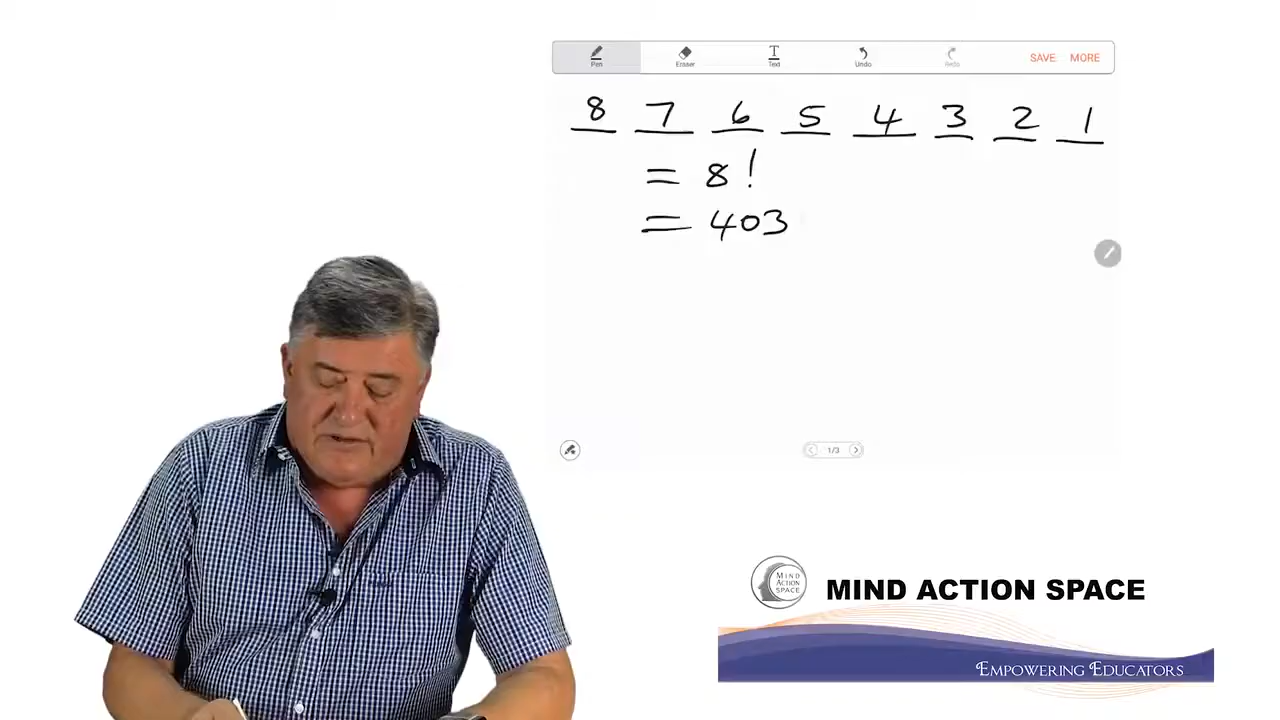 Pen Eraser Text Undo Redo SAVE MORE
8 7 6 5 4 3 2 1
= 8!
= 403
1/3
MIND ACTION SPACE
MIND ACTION SPACE
EMPOWERING EDUCATORS